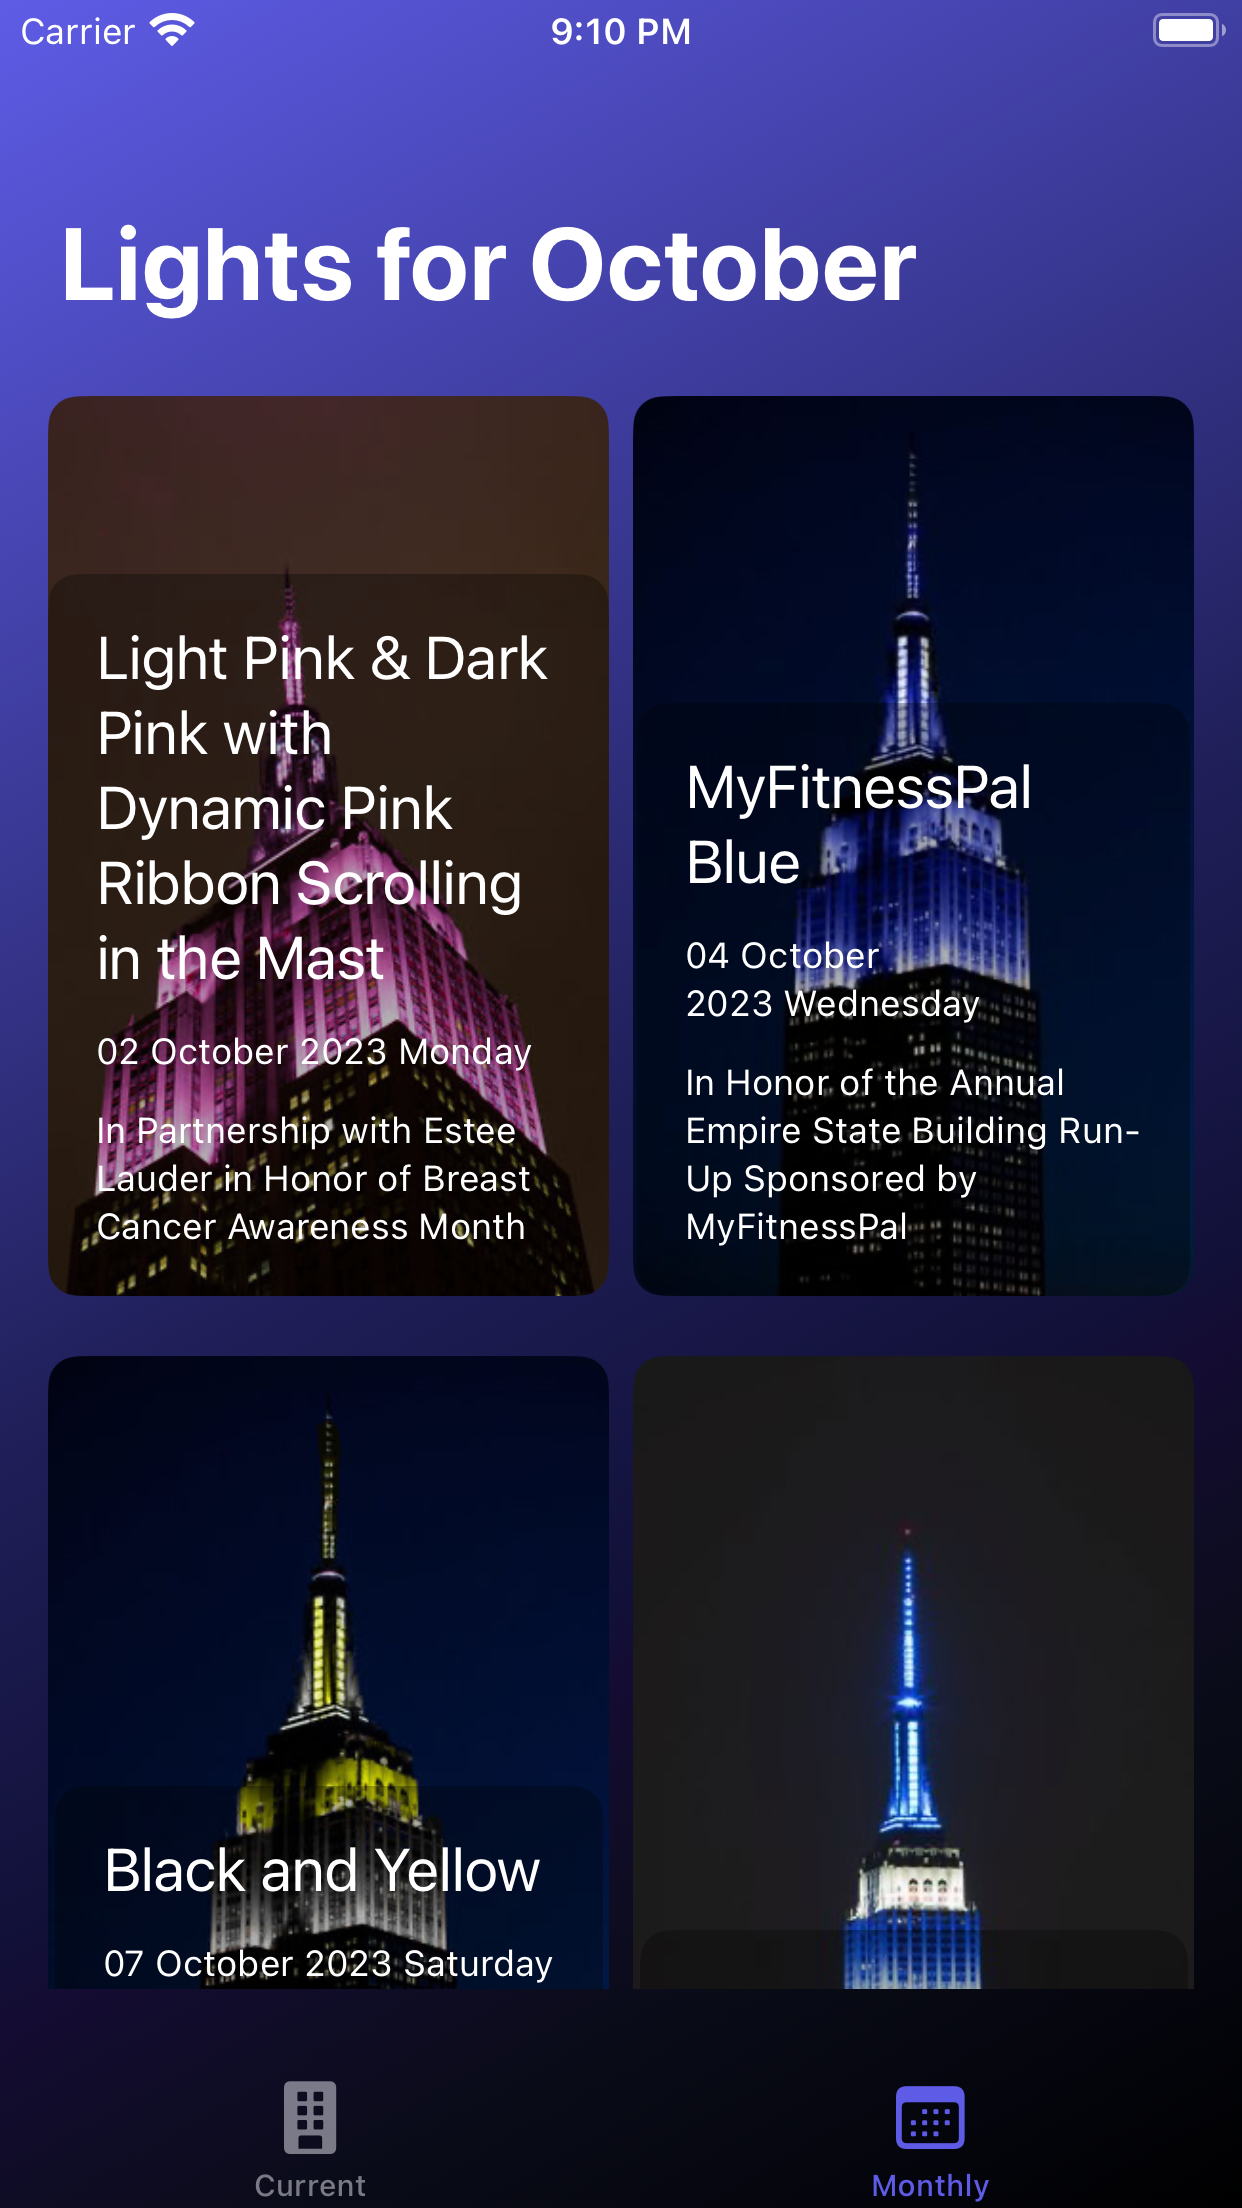 Carrier
9:10 PM
Lights for October
Light Pink & Dark
Pink with
Dynamic Pink
Ribbon Scrolling
in the Mast
02 October 2023 Monday
In Partnership with Estee
Lauder in Honor of Breast
Cancer Awareness Month
MyFitnessPal
Blue
04 October
2023 Wednesday
In Honor of the Annual
Empire State Building Run-
Up Sponsored by
MyFitnessPal
Black and Yellow
07 October 2023 Saturday
Current
Monthly